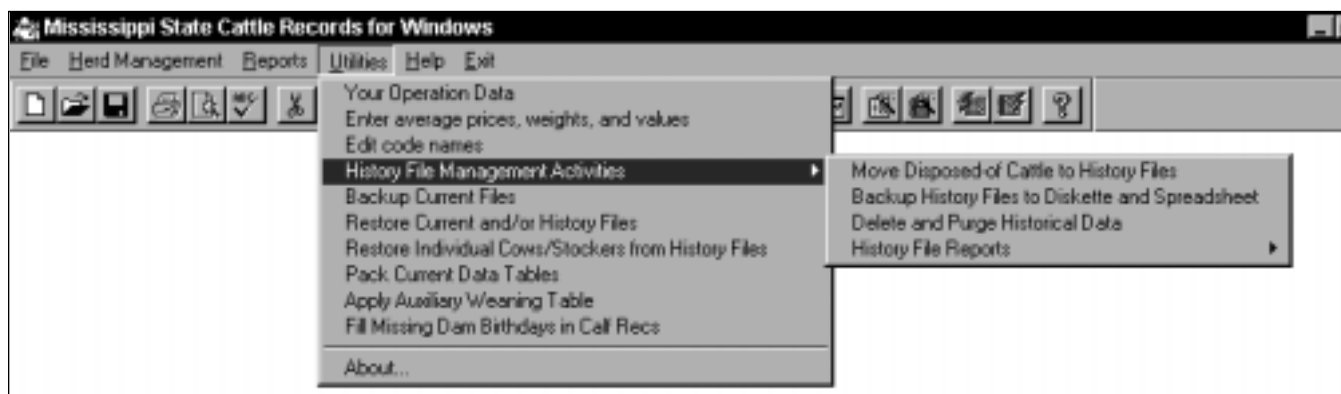 Mississippi State Cattle Records for Windows
File Herd Management Reports Utilities Help Exit
Your Operation Data
Enter average prices, weights, and values
Edit code names
History File Management Activities
Backup Current Files
Restore Current and/or History Files
Restore Individual Cows/Stockers from History Files
Pack Current Data Tables
Apply Auxiliary Weaning Table
Fill Missing Dam Birthdays in Calf Recs
About...
Move Disposed-of Cattle to History Files
Backup History Files to Diskette and Spreadsheet
Delete and Purge Historical Data
History File Reports